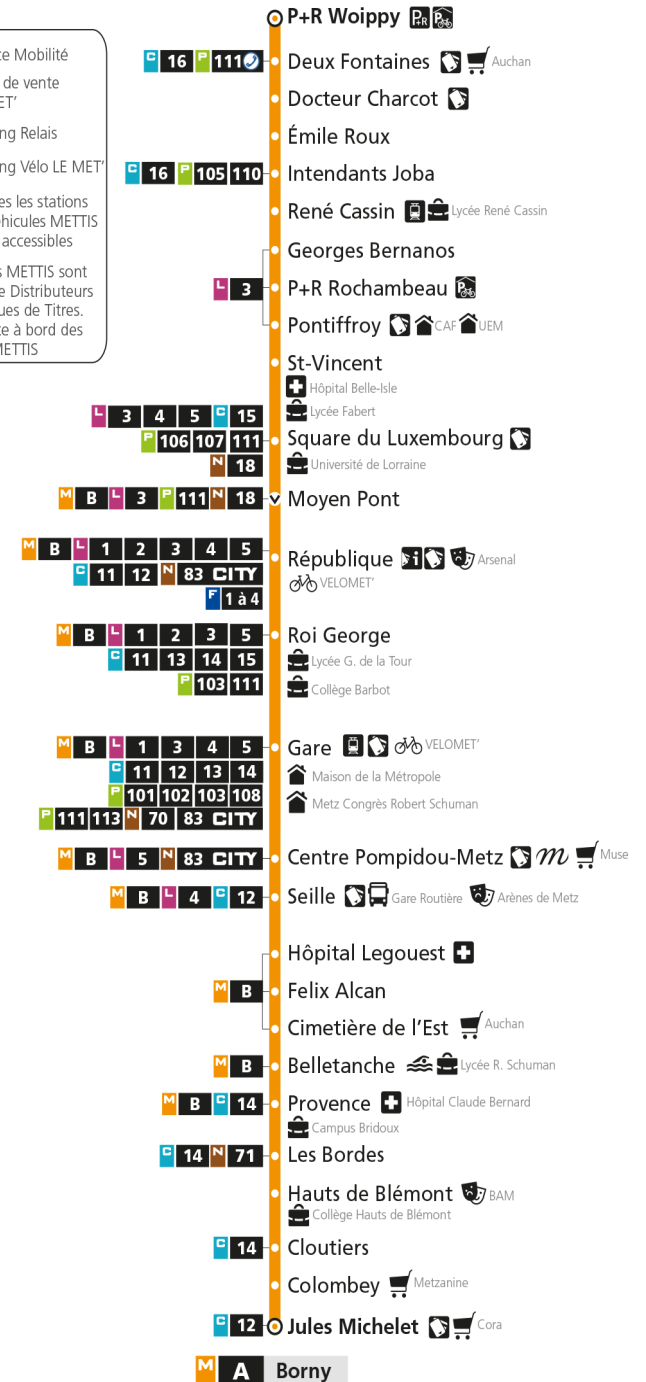 P+R Woippy P R P
te Mobilité
de vente
ET'
ng Relais
ng Vélo LE MET'
es les stations
éhicules METTIS
accessibles
s METTIS sont
e Distributeurs
ues de Titres.
te à bord des
METTIS
C 16 P 111 Deux Fontaines Auchan
Docteur Charcot
Émile Roux
C 16 P 105 110 Intendants Joba
René Cassin Lycée René Cassin
Georges Bernanos
L 3 P+R Rochambeau P R
Pontiffroy CAF UEM
St-Vincent
Hôpital Belle-Isle
Lycée Fabert
L 3 4 5 C 15
P 106 107 111 Square du Luxembourg
N 18 Université de Lorraine
M B L 3 P 111 N 18 Moyen Pont
M B L 1 2 3 4 5
C 11 12 N 83 CITY
F 1 à 4
République i Arsenal
VELOMET'
M B L 1 2 3 5 Roi George
C 11 13 14 15 Lycée G. de la Tour
P 103 111 Collège Barbot
M B L 1 3 4 5 Gare VELOMET'
C 11 12 13 14 Maison de la Métropole
P 101 102 103 108 Metz Congrès Robert Schuman
P 111 113 N 70 83 CITY
M B L 5 N 83 CITY Centre Pompidou-Metz m Muse
M B L 4 C 12 Seille Gare Routière Arènes de Metz
Hôpital Legouest
M B Felix Alcan
Cimetière de l'Est Auchan
M B Belletanche Lycée R. Schuman
M B C 14 Provence Hôpital Claude Bernard
Campus Bridoux
C 14 N 71 Les Bordes
Hauts de Blémont BAM
Collège Hauts de Blémont
C 14 Cloutiers
Colombey Metzanine
C 12 Jules Michelet Cora
M A Borny